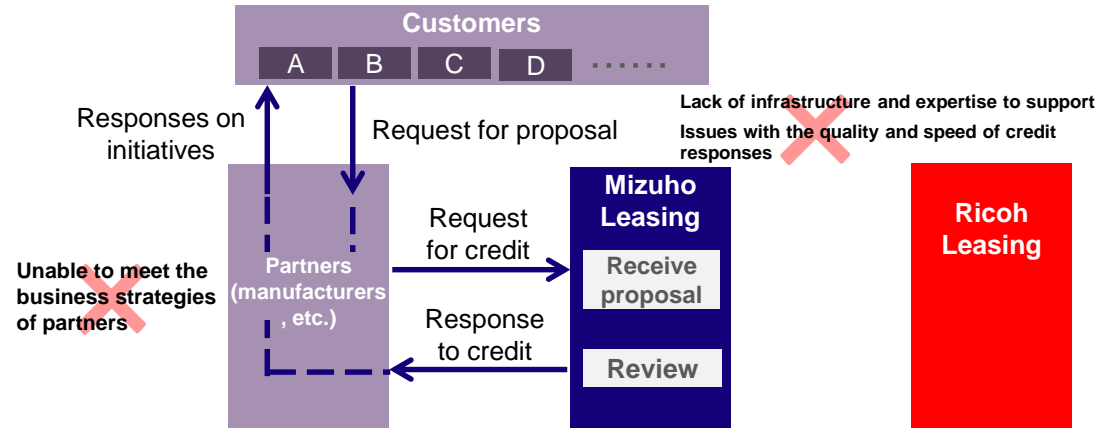 Customers
A
B
C
D
......
Responses on
initiatives
Request for proposal
Lack of infrastructure and expertise to support
Issues with the quality and speed of credit
responses
Unable to meet the
business strategies
of partners
Partners
(manufacturers
, etc.)
Request
for credit
Response
to credit
Mizuho
Leasing
Receive
proposal
Review
Ricoh
Leasing